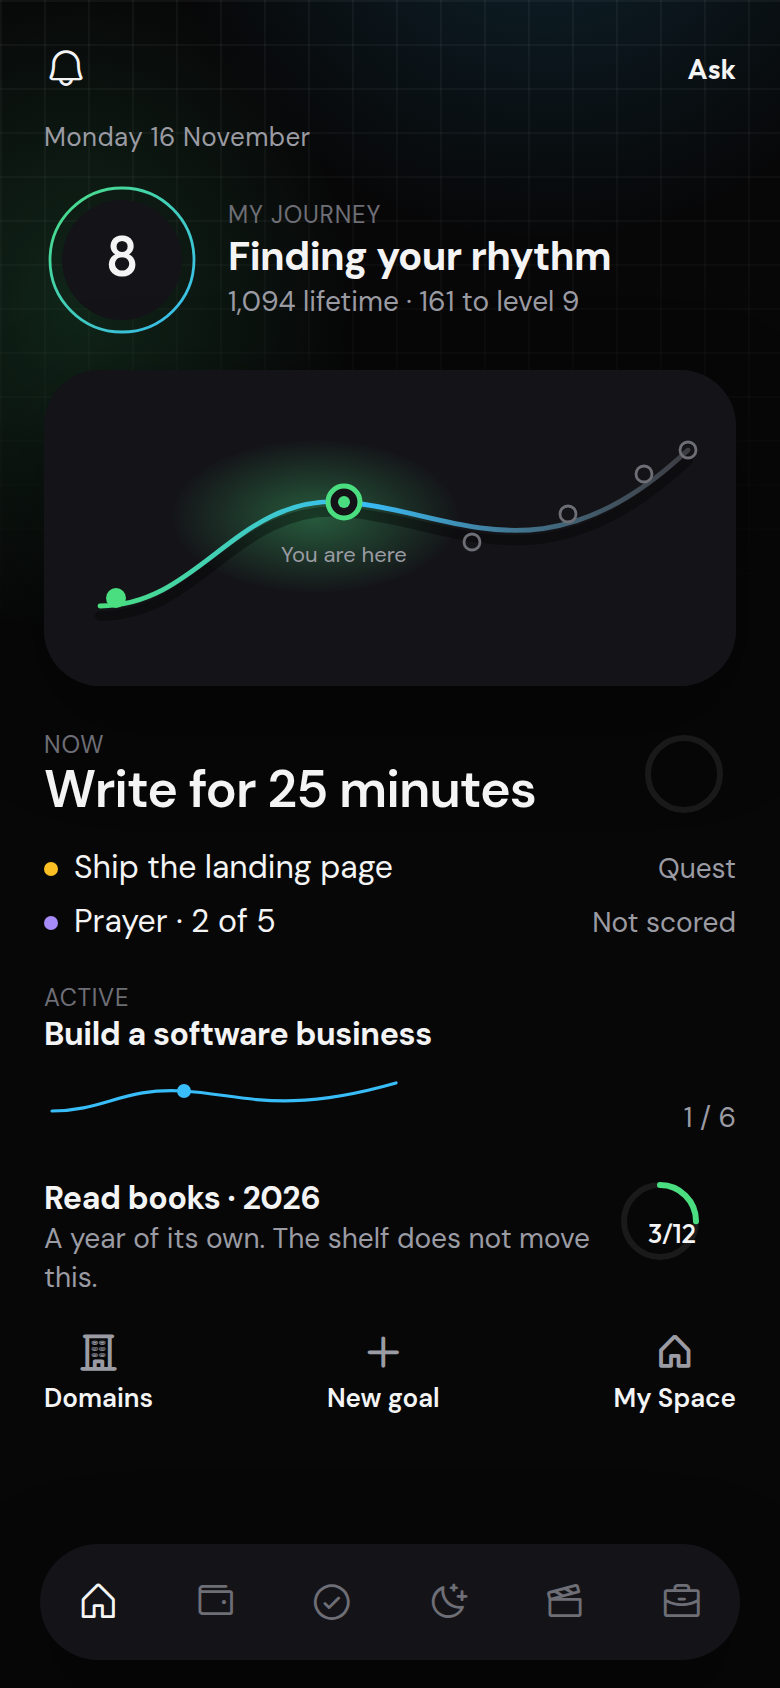 Ask
Monday 16 November
8
MY JOURNEY
Finding your rhythm
1,094 lifetime · 161 to level 9
You are here
NOW
Write for 25 minutes
Ship the landing page
Quest
Prayer · 2 of 5
Not scored
ACTIVE
Build a software business
1 / 6
Read books · 2026
A year of its own. The shelf does not move
this.
3/12
Domains
New goal
My Space